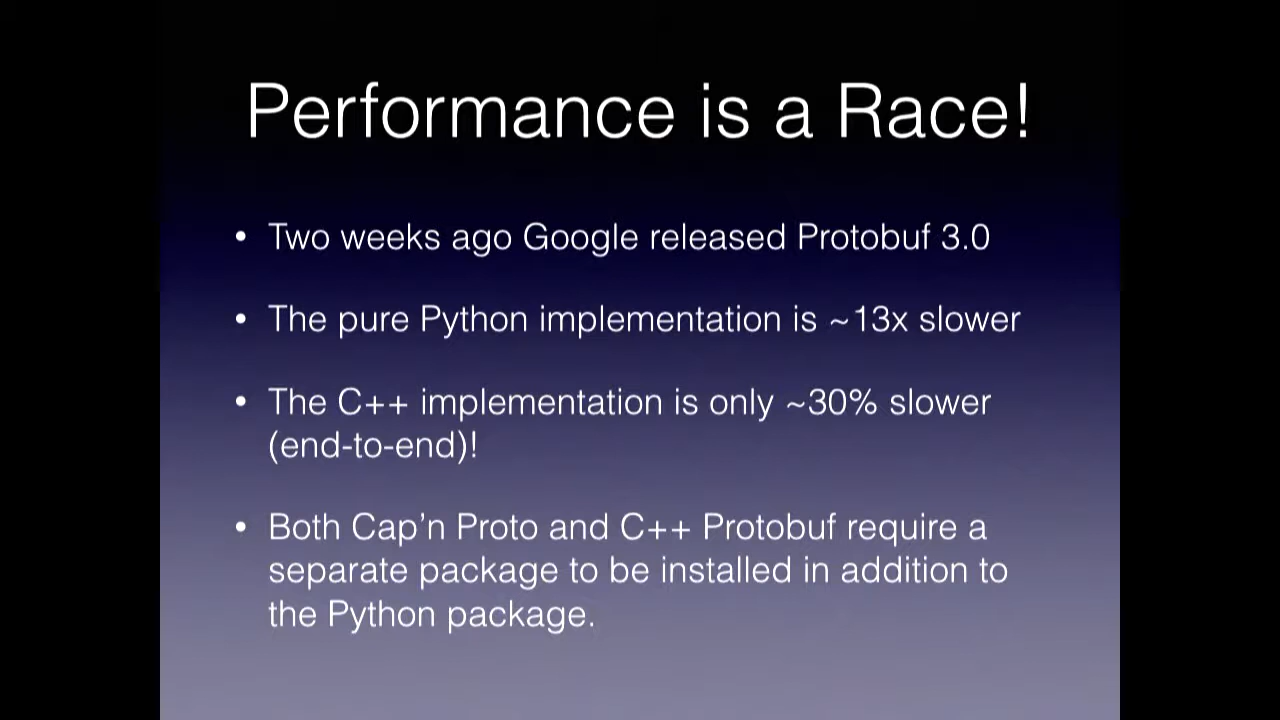 Performance is a Race!
• Two weeks ago Google released Protobuf 3.0
• The pure Python implementation is ~13x slower
• The C++ implementation is only ~30% slower
(end-to-end)!
• Both Cap’n Proto and C++ Protobuf require a
separate package to be installed in addition to
the Python package.